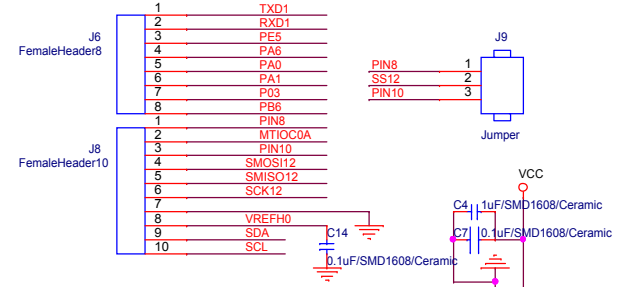 J6
FemaleHeader8
1 TXD1
2 RXD1
3 PE5
4 PA6
5 PA0
6 PA1
7 P03
8 PB6
J8
FemaleHeader10
1 PIN8
2 MTIOC0A
3 PIN10
4 SMOSI12
5 SMISO12
6 SCK12
7
8 VREFH0
9 SDA
10 SCL
C14
0.1uF/SMD1608/Ceramic
J9
PIN8 1
SS12 2
PIN10 3
Jumper
VCC
C4 1uF/SMD1608/Ceramic
C7 0.1uF/SMD1608/Ceramic